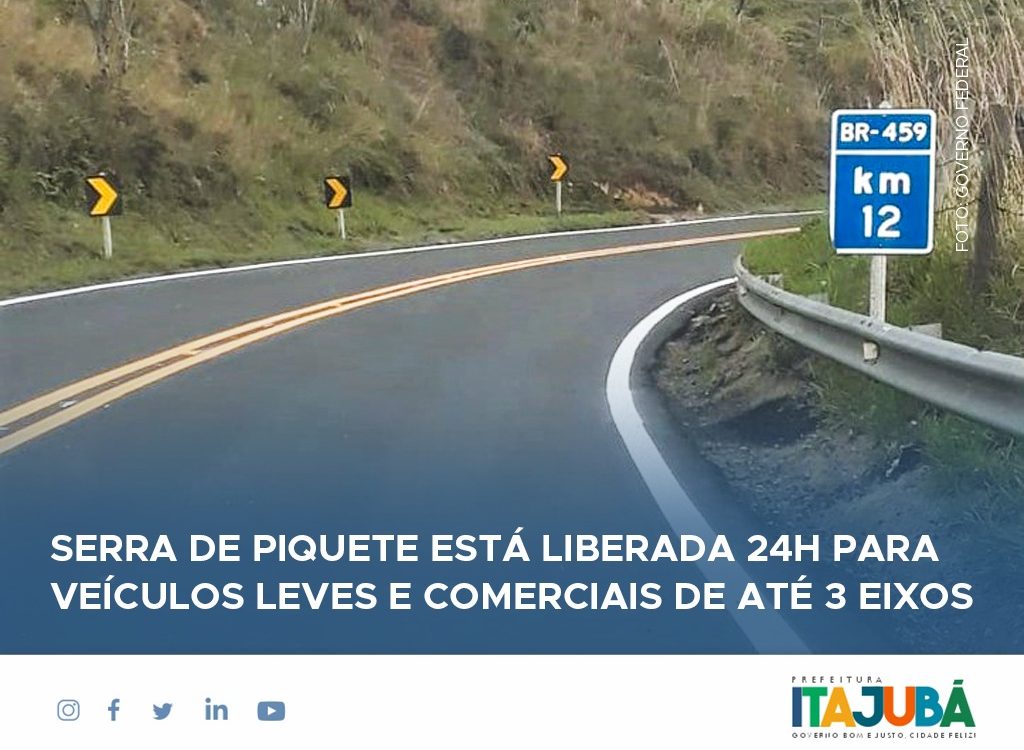 FOTO: GOVERNO FEDERAL
BR-459
km
12
SERRA DE PIQUETE ESTÁ LIBERADA 24H PARA
VEÍCULOS LEVES E COMERCIAIS DE ATÉ 3 EIXOS
PREFEITURA
ITAJUBÁ
GOVERNO BOM E JUSTO, CIDADE FELIZ!